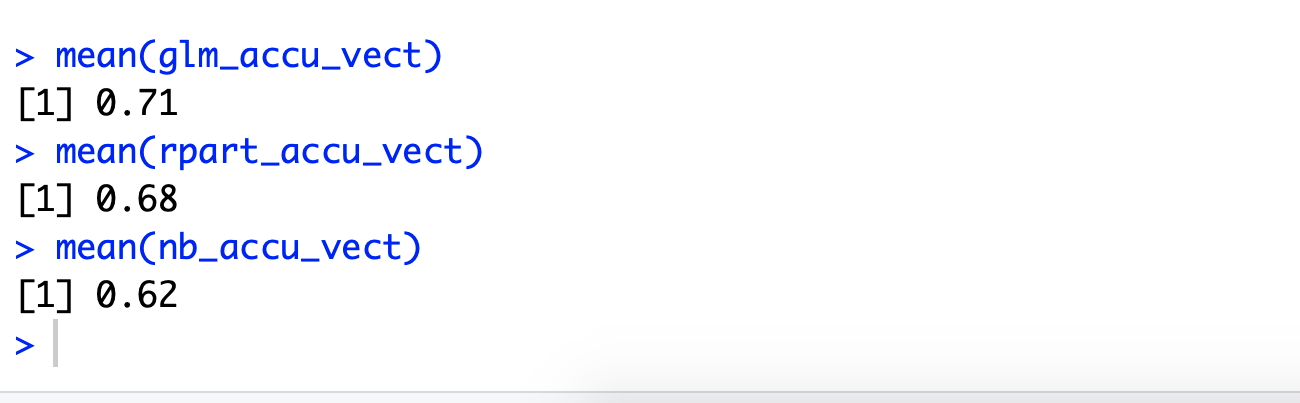 > mean(glm_accu_vect)
[1] 0.71
> mean(rpart_accu_vect)
[1] 0.68
> mean(nb_accu_vect)
[1] 0.62
>